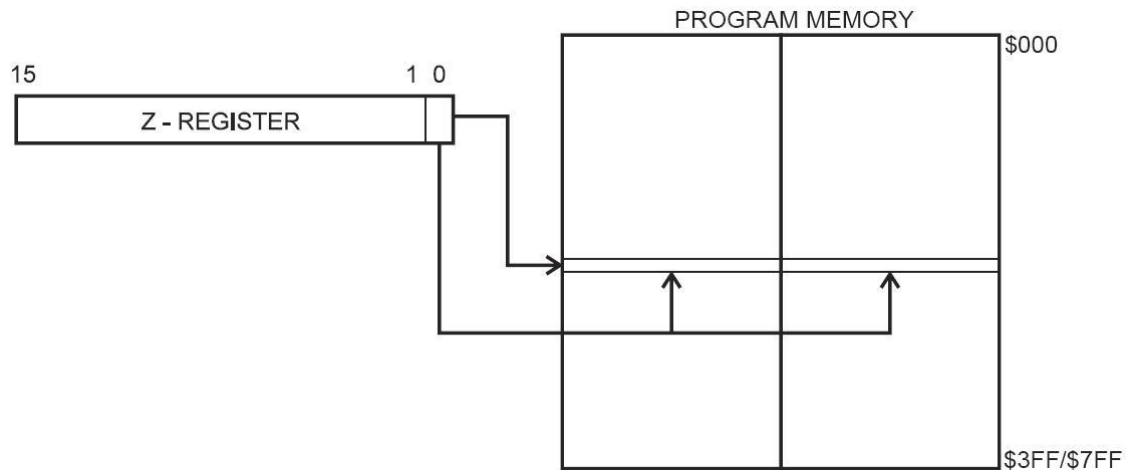 PROGRAM MEMORY
$000
15 1 0
Z - REGISTER
$3FF/$7FF